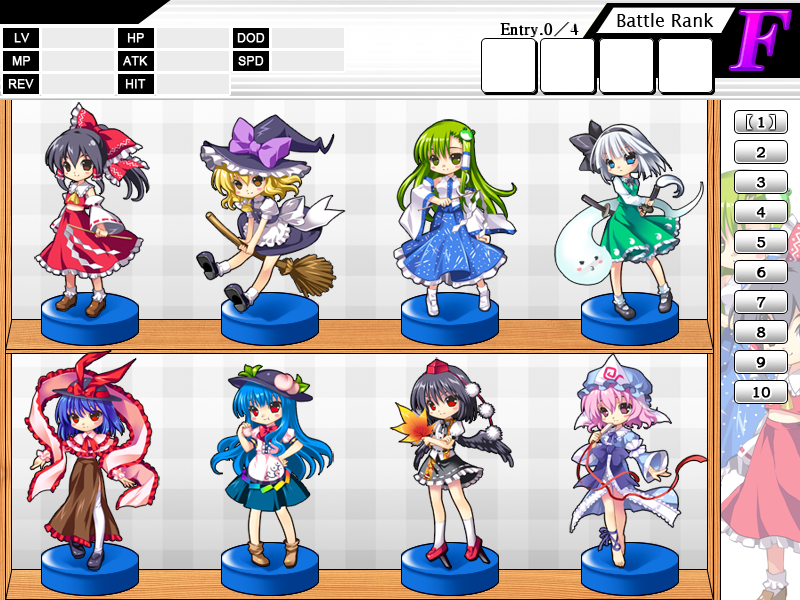 LV
HP
DOD
MP
ATK
SPD
REV
HIT
Entry.0/4
Battle Rank
F
【1】
2
3
4
5
6
7
8
9
10